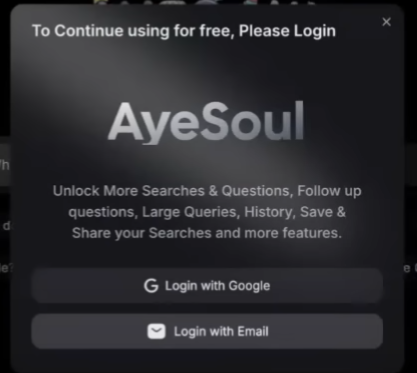 To Continue using for free, Please Login
AyeSoul
Unlock More Searches & Questions, Follow up
questions, Large Queries, History, Save &
Share your Searches and more features.
Login with Google
Login with Email